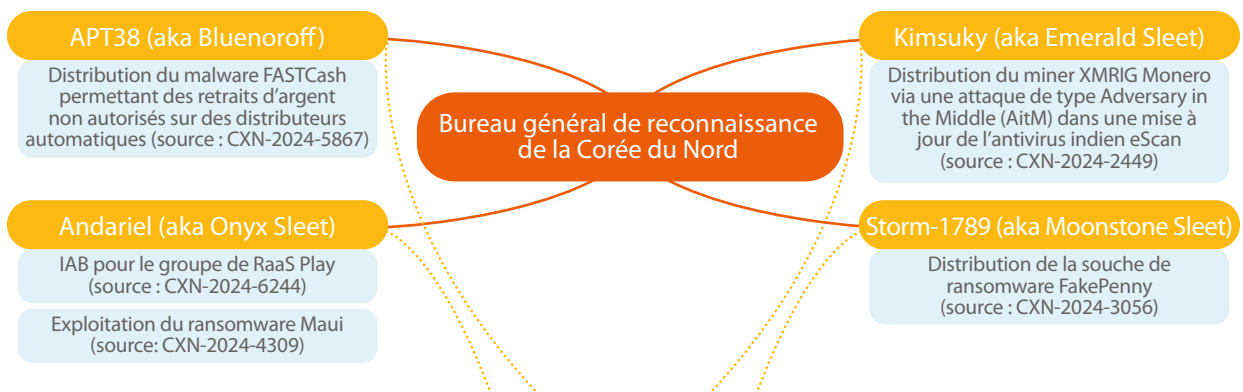 APT38 (aka Bluenoroff)
Distribution du malware FASTCash
permettant des retraits d'argent
non autorisés sur des distributeurs
automatiques (source : CXN-2024-5867)
Kimsuky (aka Emerald Sleet)
Distribution du miner XMRIG Monero
via une attaque de type Adversary in
the Middle (AitM) dans une mise à
jour de l'antivirus indien eScan
(source : CXN-2024-2449)
Bureau général de reconnaissance
de la Corée du Nord
Andariel (aka Onyx Sleet)
IAB pour le groupe de RaaS Play
(source : CXN-2024-6244)
Exploitation du ransomware Maui
(source: CXN-2024-4309)
Storm-1789 (aka Moonstone Sleet)
Distribution de la souche de
ransomware FakePenny
(source : CXN-2024-3056)